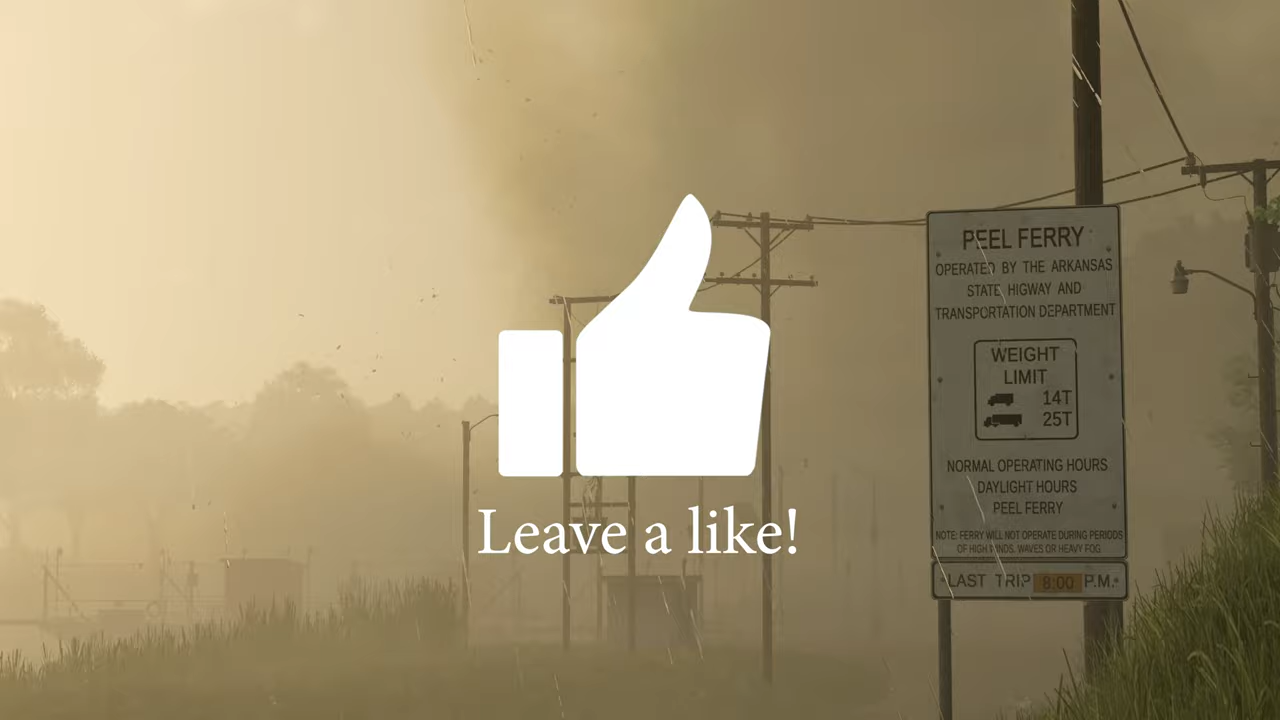 Leave a like!
PEEL FERRY
OPERATED BY THE ARKANSAS
STATE HIGWAY AND
TRANSPORTATION DEPARTMENT
WEIGHT
LIMIT
14T
25T
NORMAL OPERATING HOURS
DAYLIGHT HOURS
PEEL FERRY
NOTE: FERRY WILL NOT OPERATE DURING PERIODS
OF HIGH WINDS, WAVES OR HEAVY FOG.
LAST TRIP 8:00 P.M.